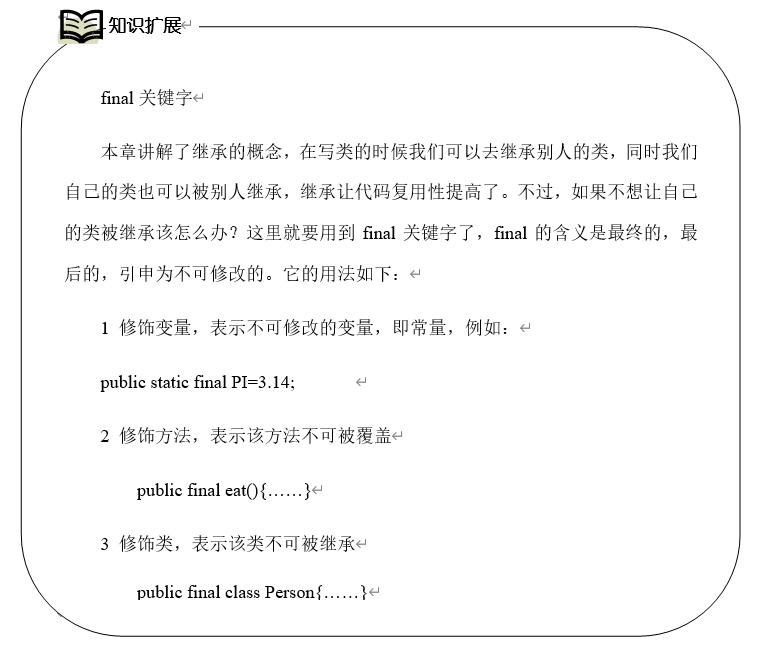 知识扩展
final 关键字
本章讲解了继承的概念，在写类的时候我们可以去继承别人的类，同时我们
自己的类也可以被别人继承，继承让代码复用性提高了。不过，如果不想让自己
的类被继承该怎么办？这里就要用到 final 关键字了，final 的含义是最终的，最
后的，引申为不可修改的。它的用法如下：
1 修饰变量，表示不可修改的变量，即常量，例如：
public static final PI=3.14;
2 修饰方法，表示该方法不可被覆盖
public final eat(){……}
3 修饰类，表示该类不可被继承
public final class Person{……}